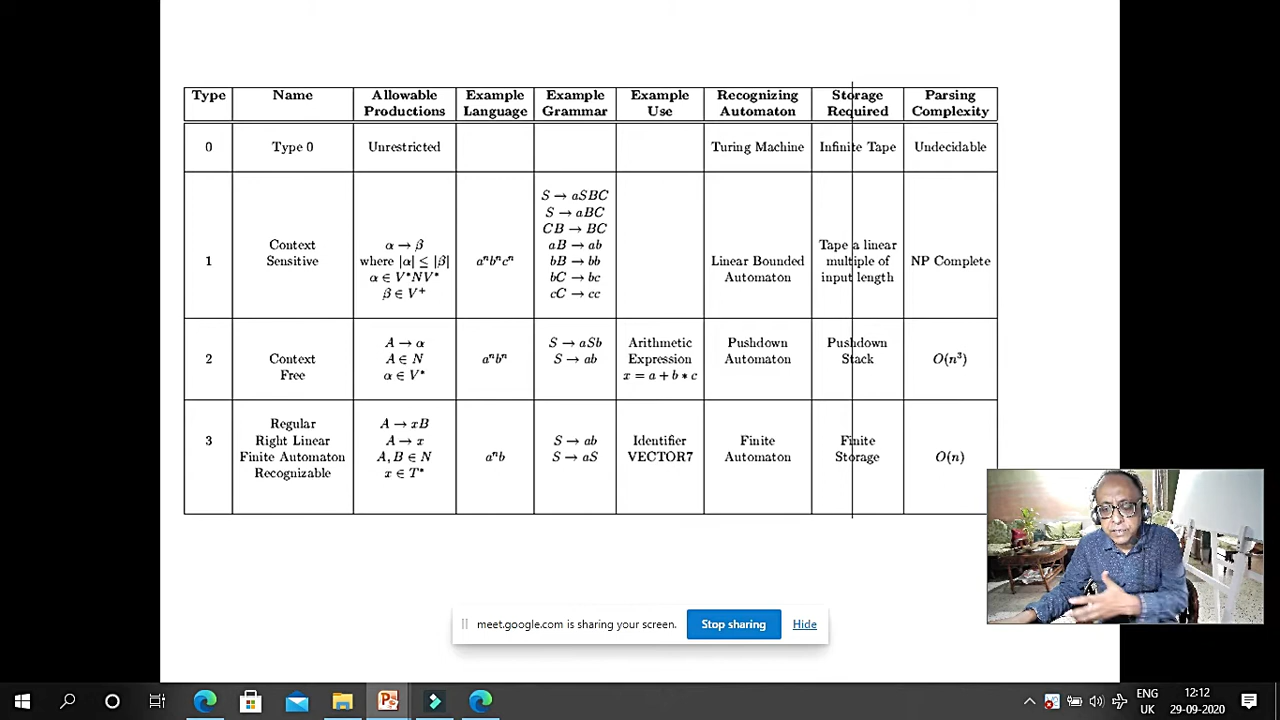 Type Name Allowable Productions Example Language Example Grammar Example Use Recognizing Automaton Storage Required Parsing Complexity
0 Type 0 Unrestricted Turing Machine Infinite Tape Undecidable
1
Context
Sensitive
α → β
where |α| ≤ |β|
α ∈ V*NV*
β ∈ V⁺
aⁿbⁿcⁿ
S → aSBC
S → aBC
CB → BC
aB → ab
bB → bb
bC → bc
cC → cc
Linear Bounded
Automaton
Tape a linear
multiple of
input length
NP Complete
2
Context
Free
A → α
A ∈ N
α ∈ V*
aⁿbⁿ
S → aSb
S → ab
Arithmetic
Expression
x = a + b * c
Pushdown
Automaton
Pushdown
Stack
O(n³)
3
Regular
Right Linear
Finite Automaton
Recognizable
A → xB
A → x
A, B ∈ N
x ∈ T*
aⁿb
S → ab
S → aS
Identifier
VECTOR7
Finite
Automaton
Finite
Storage
O(n)
meet.google.com is sharing your screen. Stop sharing Hide
ENG 12:12
UK 29-09-2020